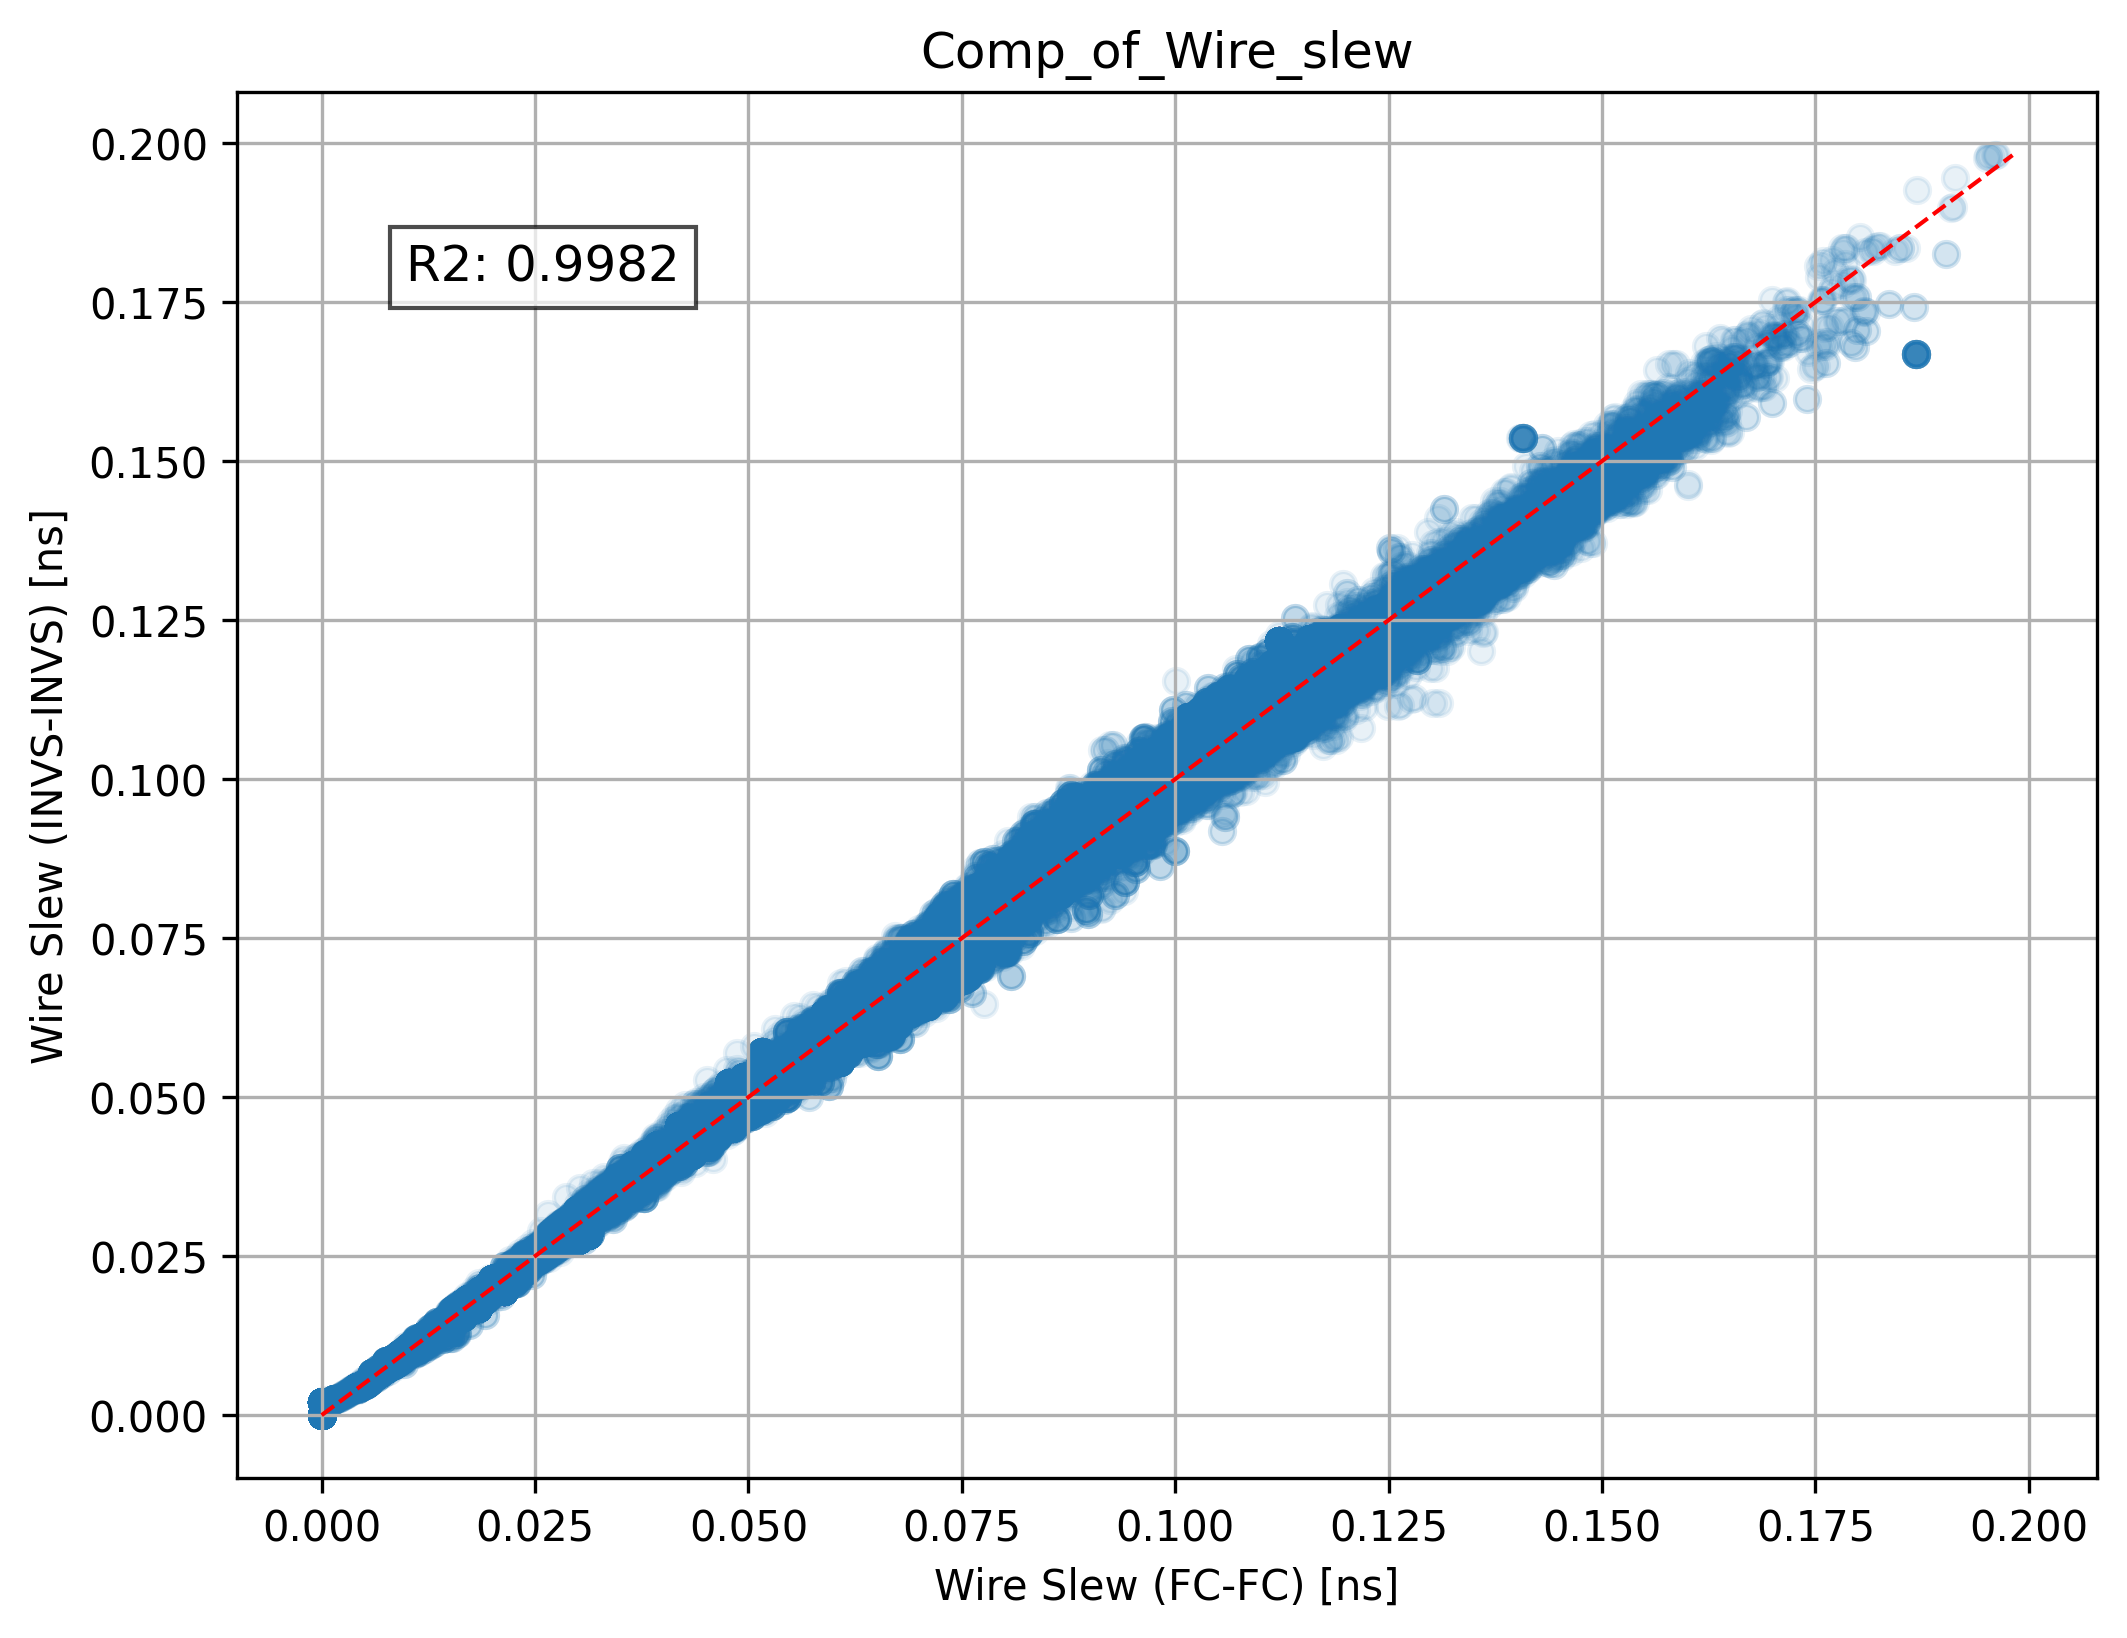 Comp_of_Wire_slew
R2: 0.9982
Wire Slew (INVS-INVS) [ns]
0.200
0.175
0.150
0.125
0.100
0.075
0.050
0.025
0.000
0.000 0.025 0.050 0.075 0.100 0.125 0.150 0.175 0.200
Wire Slew (FC-FC) [ns]